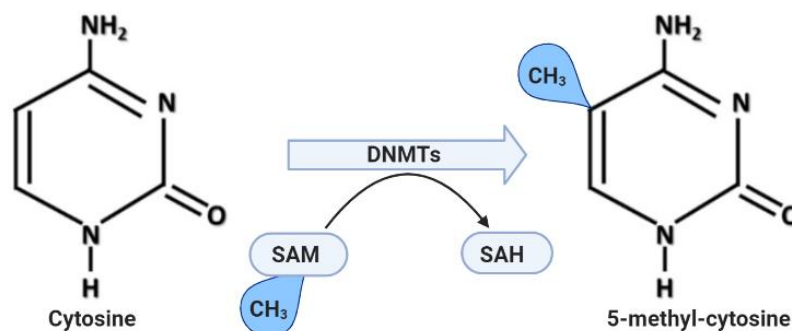 NH₂
N
O
N
H
Cytosine
DNMTs
SAM
CH₃
SAH
NH₂
CH₃
N
O
N
H
5-methyl-cytosine